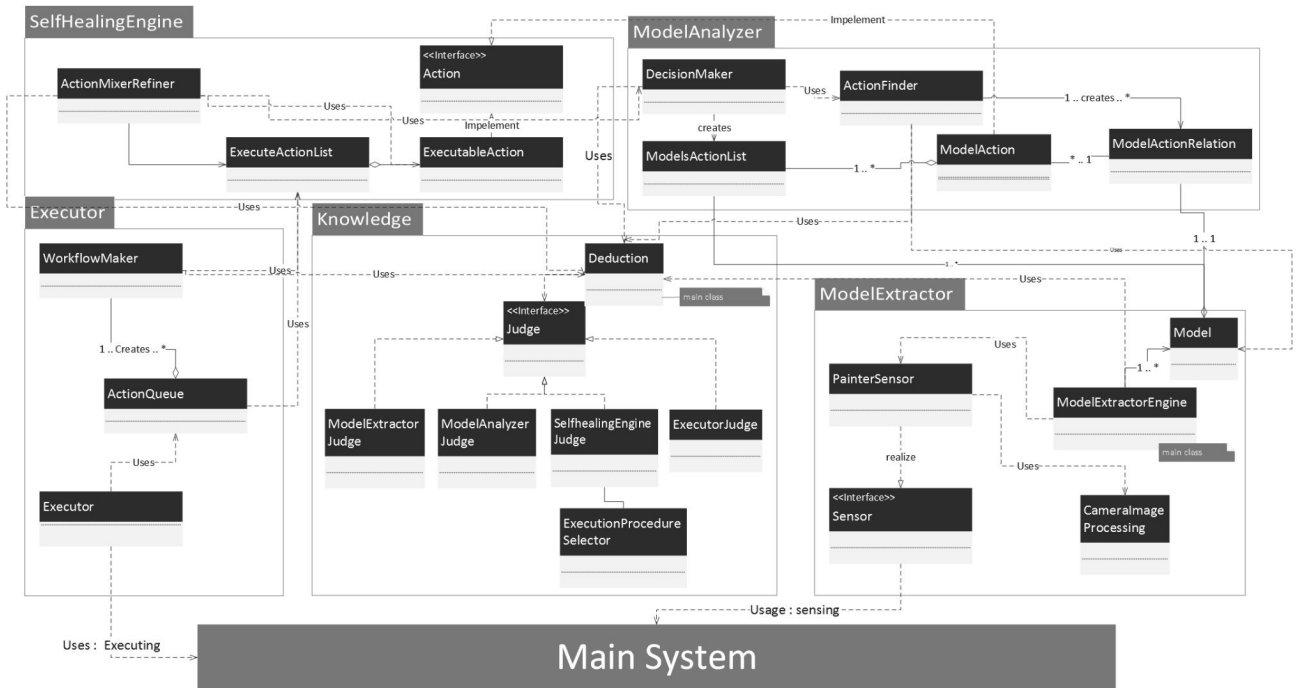 SelfHealingEngine
ActionMixerRefiner
<<Interface>>
Action
Uses
Uses
Impelement
ExecuteActionList
ExecutableAction
Impelement
ModelAnalyzer
DecisionMaker
Uses
ActionFinder
1 .. creates .. *
creates
Uses
ModelsActionList
1 .. *
ModelAction
* .. 1
ModelActionRelation
Uses
Uses
1 .. 1
1..*
Executor
Uses
WorkflowMaker
Uses
Uses
Uses
1 .. Creates .. *
ActionQueue
Uses
Executor
Uses : Executing
Knowledge
Deduction
main class
<<Interface>>
Judge
ModelExtractor
Judge
ModelAnalyzer
Judge
SelfhealingEngine
Judge
ExecutorJudge
ExecutionProcedure
Selector
Uses
ModelExtractor
Model
Uses
1 .. *
PainterSensor
ModelExtractorEngine
main class
realize
Uses
<<Interface>>
Sensor
CameraImage
Processing
Usage : sensing
Main System